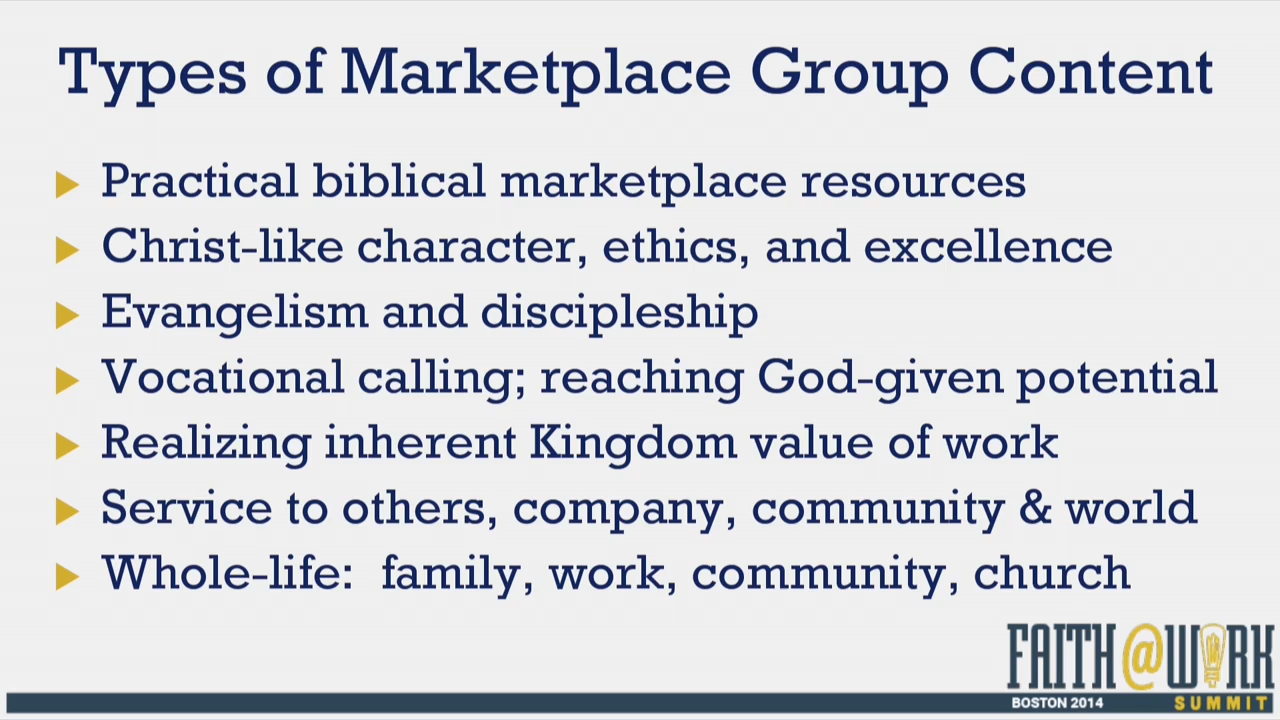 Types of Marketplace Group Content
Practical biblical marketplace resources
Christ-like character, ethics, and excellence
Evangelism and discipleship
Vocational calling; reaching God-given potential
Realizing inherent Kingdom value of work
Service to others, company, community & world
Whole-life: family, work, community, church
FAITH@WORK
BOSTON 2014 SUMMIT